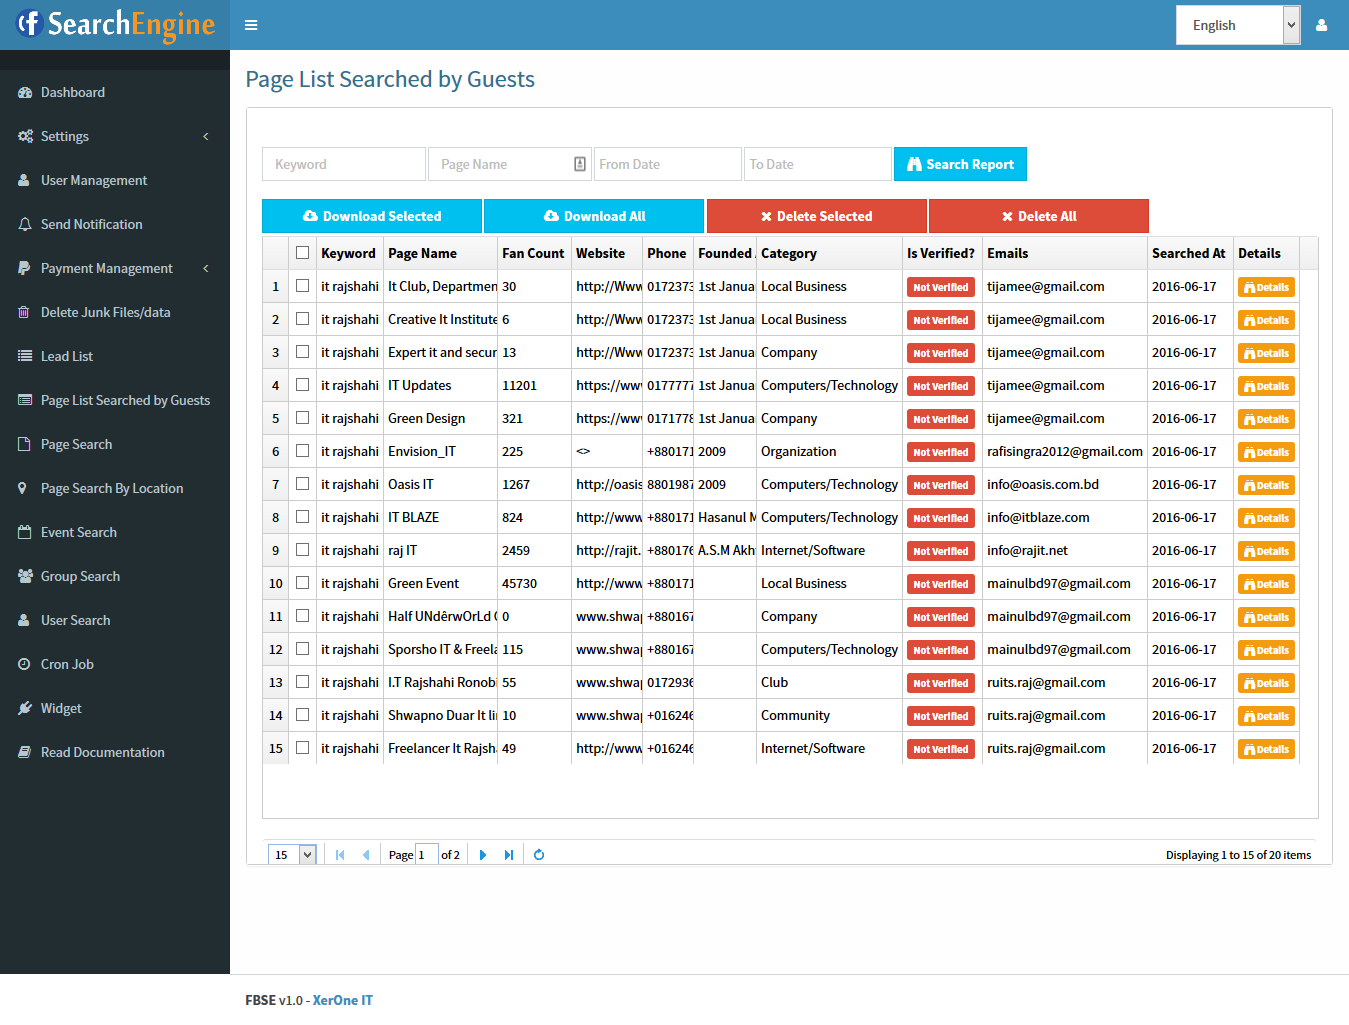 SearchEngine
English
Dashboard
Settings
User Management
Send Notification
Payment Management
Delete Junk Files/data
Lead List
Page List Searched by Guests
Page Search
Page Search By Location
Event Search
Group Search
User Search
Cron Job
Widget
Read Documentation
Page List Searched by Guests
Keyword Page Name From Date To Date Search Report
Download Selected Download All Delete Selected Delete All
Keyword Page Name Fan Count Website Phone Founded Category Is Verified? Emails Searched At Details
1 it rajshahi It Club, Departmen 30 http://Www 0172373 1st Janua Local Business Not Verified tijamee@gmail.com 2016-06-17 Details
2 it rajshahi Creative It Institute 6 http://Www 0172373 1st Janua Local Business Not Verified tijamee@gmail.com 2016-06-17 Details
3 it rajshahi Expert it and secur 13 http://Www 0172373 1st Janua Company Not Verified tijamee@gmail.com 2016-06-17 Details
4 it rajshahi IT Updates 11201 https://www 0177777 1st Janua Computers/Technology Not Verified tijamee@gmail.com 2016-06-17 Details
5 it rajshahi Green Design 321 https://www 0171778 1st Janua Company Not Verified tijamee@gmail.com 2016-06-17 Details
6 it rajshahi Envision_IT 225 <> +880171 2009 Organization Not Verified rafisingra2012@gmail.com 2016-06-17 Details
7 it rajshahi Oasis IT 1267 http://oasis 8801987 2009 Computers/Technology Not Verified info@oasis.com.bd 2016-06-17 Details
8 it rajshahi IT BLAZE 824 http://www +880171 Hasanul M Computers/Technology Not Verified info@itblaze.com 2016-06-17 Details
9 it rajshahi raj IT 2459 http://rajit. +880176 A.S.M Akh Internet/Software Not Verified info@rajit.net 2016-06-17 Details
10 it rajshahi Green Event 45730 http://www +880171 Local Business Not Verified mainulbd97@gmail.com 2016-06-17 Details
11 it rajshahi Half UNdêrwOrLd 0 www.shwap +880167 Company Not Verified mainulbd97@gmail.com 2016-06-17 Details
12 it rajshahi Sporsho IT & Freela 115 www.shwap +880167 Computers/Technology Not Verified mainulbd97@gmail.com 2016-06-17 Details
13 it rajshahi I.T Rajshahi Ronobi 55 www.shwap 0172936 Club Not Verified ruits.raj@gmail.com 2016-06-17 Details
14 it rajshahi Shwapno Duar It li 10 www.shwap +016246 Community Not Verified ruits.raj@gmail.com 2016-06-17 Details
15 it rajshahi Freelancer It Rajsha 49 http://www +016246 Internet/Software Not Verified ruits.raj@gmail.com 2016-06-17 Details
15 Page 1 of 2 Displaying 1 to 15 of 20 items
FBSE v1.0 - XerOne IT